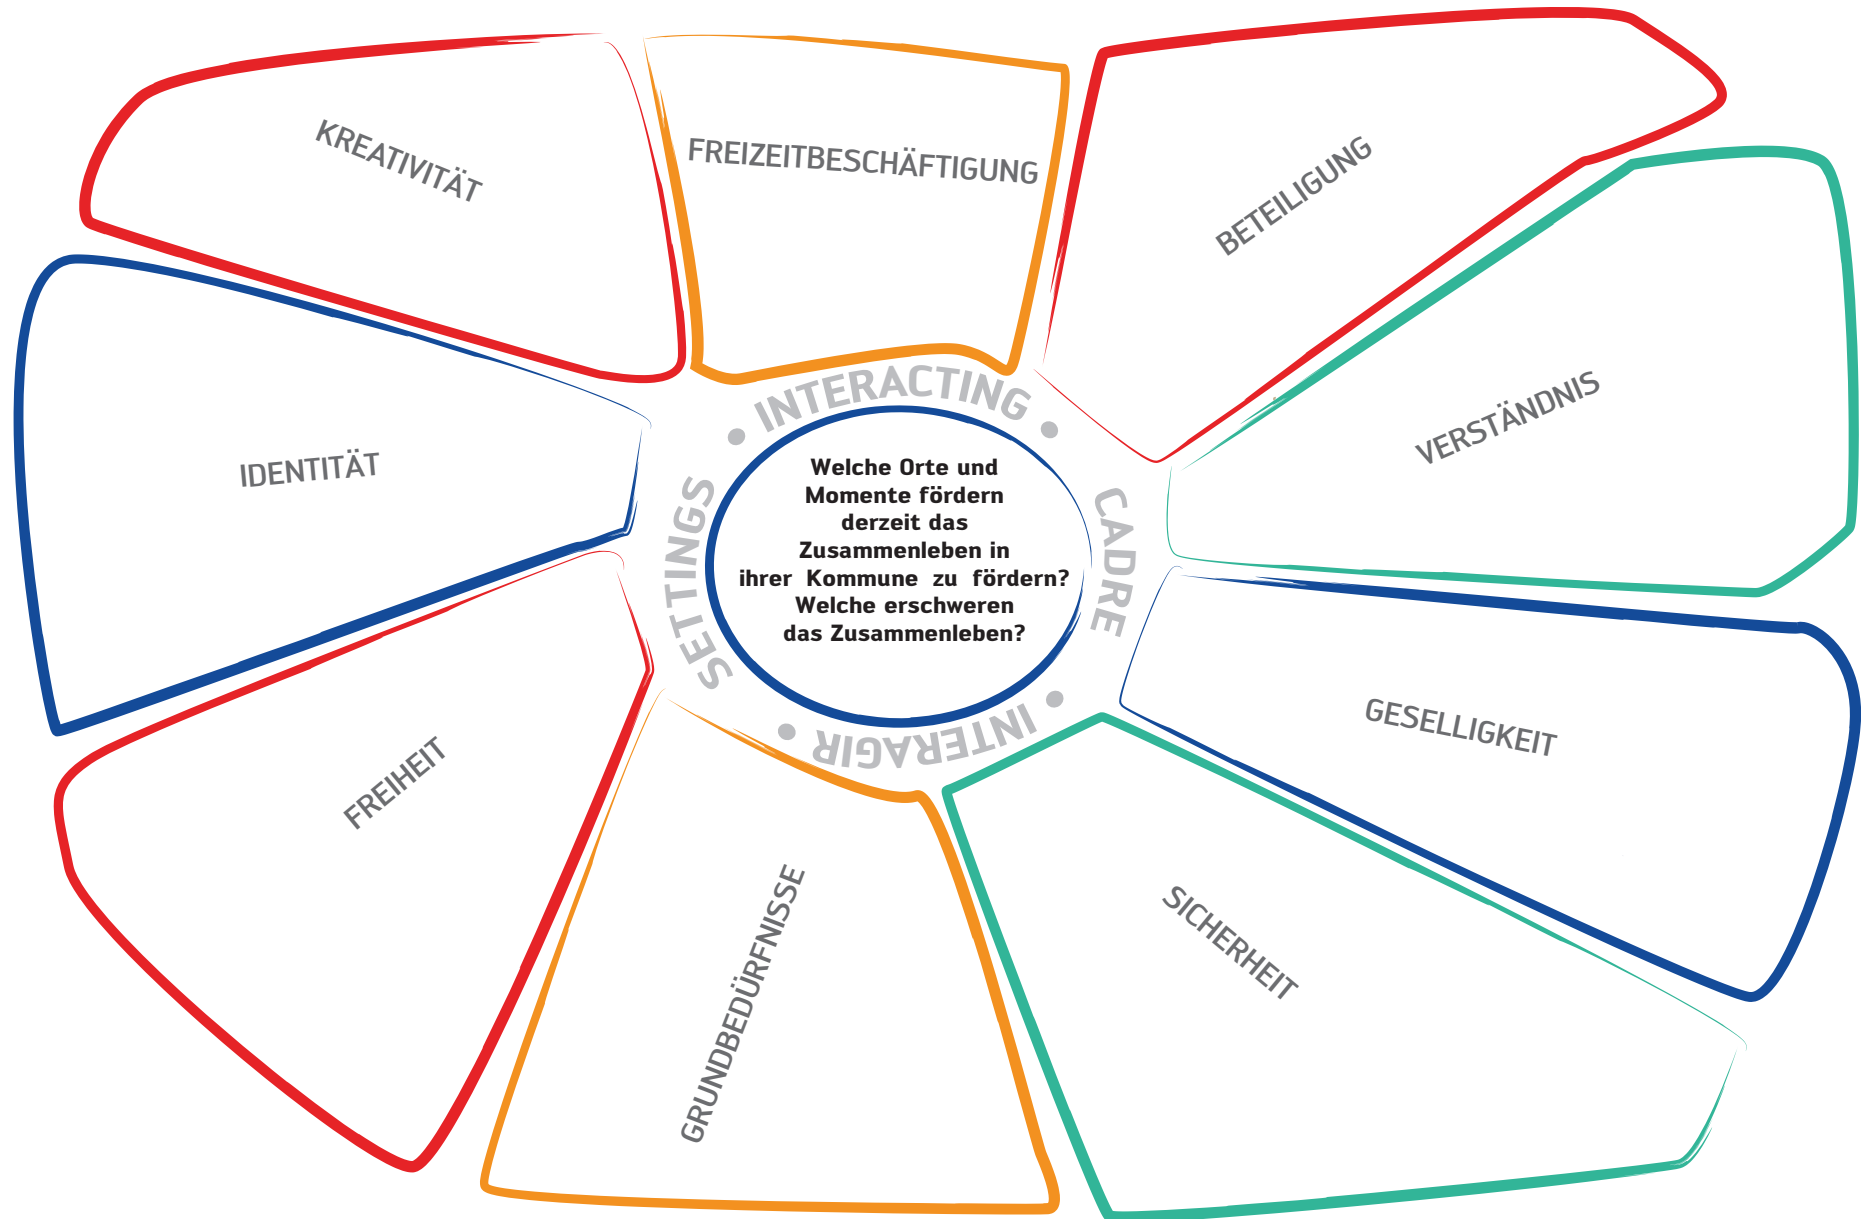 KREATIVITÄT
FREIZEITBESCHÄFTIGUNG
BETEILIGUNG
VERSTÄNDNIS
IDENTITÄT
• INTERACTING •
CADRE
• INTERAGIR •
SETTINGS
Welche Orte und
Momente fördern
derzeit das
Zusammenleben in
ihrer Kommune zu fördern?
Welche erschweren
das Zusammenleben?
GESELLIGKEIT
FREIHEIT
GRUNDBEDÜRFNISSE
SICHERHEIT